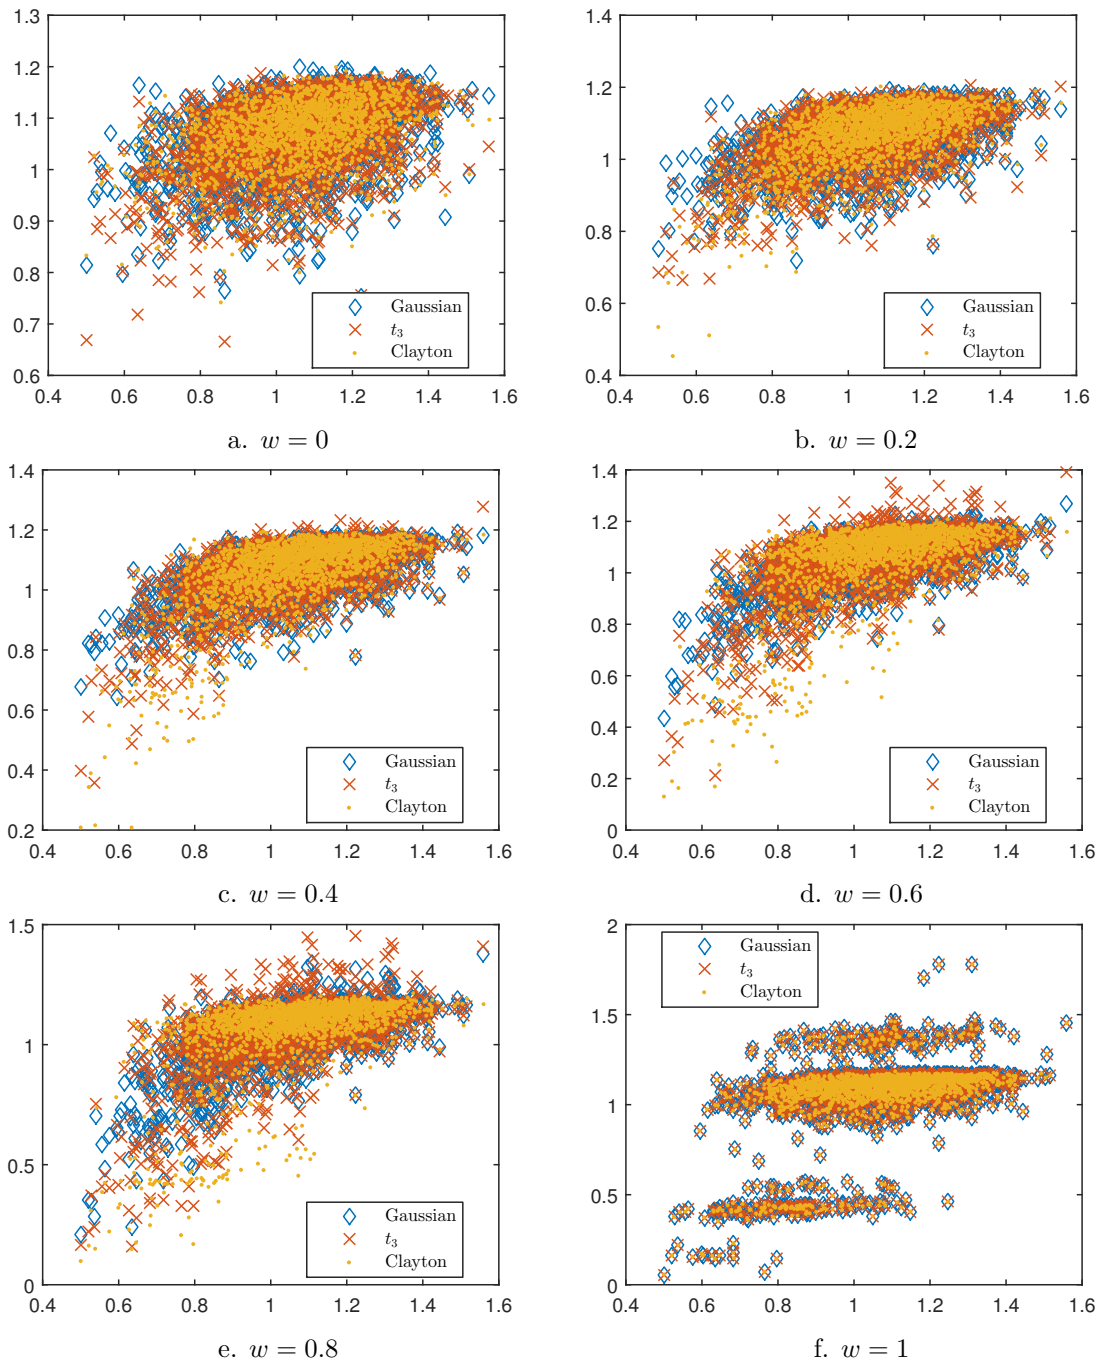 1.3
1.2
1.1
1
0.9
0.8
0.7
0.6
Gaussian
t₃
Clayton
0.4 0.6 0.8 1 1.2 1.4 1.6
a. w = 0
1.4
1.2
1
0.8
0.6
0.4
Gaussian
t₃
Clayton
0.4 0.6 0.8 1 1.2 1.4 1.6
b. w = 0.2
1.4
1.2
1
0.8
0.6
0.4
0.2
Gaussian
t₃
Clayton
0.4 0.6 0.8 1 1.2 1.4 1.6
c. w = 0.4
1.4
1.2
1
0.8
0.6
0.4
0.2
0
Gaussian
t₃
Clayton
0.4 0.6 0.8 1 1.2 1.4 1.6
d. w = 0.6
1.5
1
0.5
0
Gaussian
t₃
Clayton
0.4 0.6 0.8 1 1.2 1.4 1.6
e. w = 0.8
2
1.5
1
0.5
0
Gaussian
t₃
Clayton
0.4 0.6 0.8 1 1.2 1.4 1.6
f. w = 1